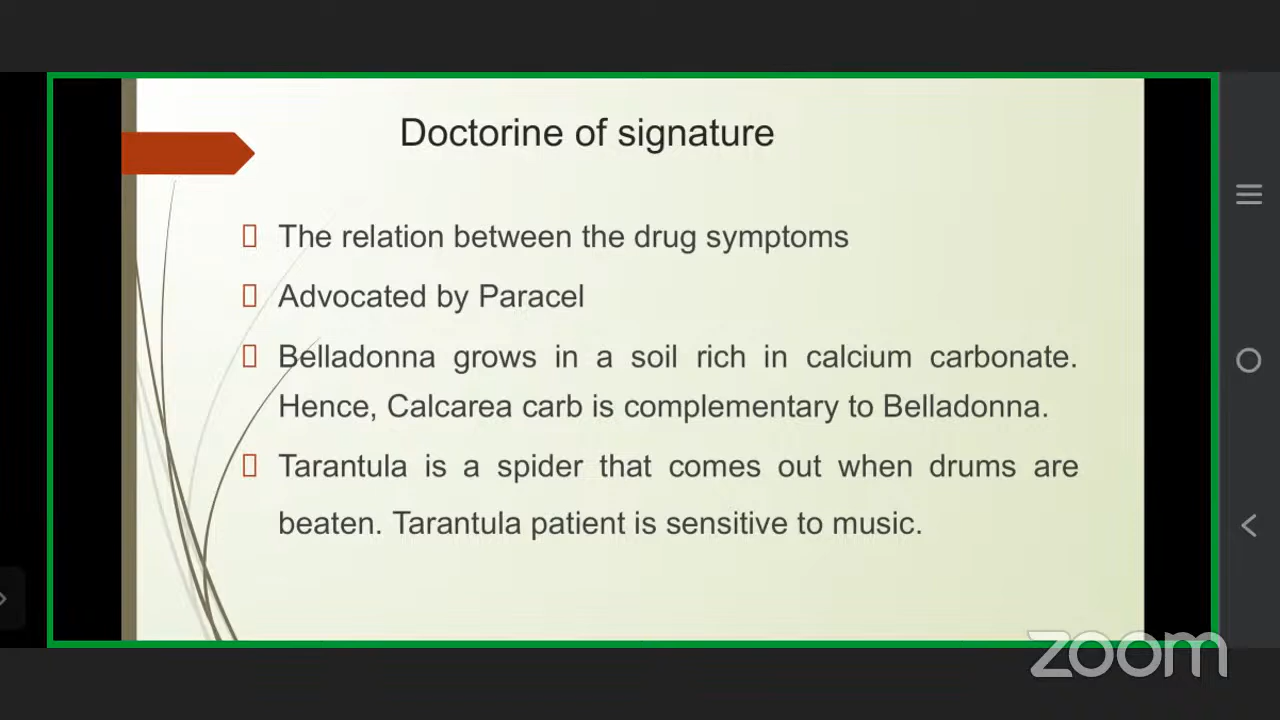 Doctorine of signature
The relation between the drug symptoms
Advocated by Paracel
Belladonna grows in a soil rich in calcium carbonate.
Hence, Calcarea carb is complementary to Belladonna.
Tarantula is a spider that comes out when drums are
beaten. Tarantula patient is sensitive to music.
zoom